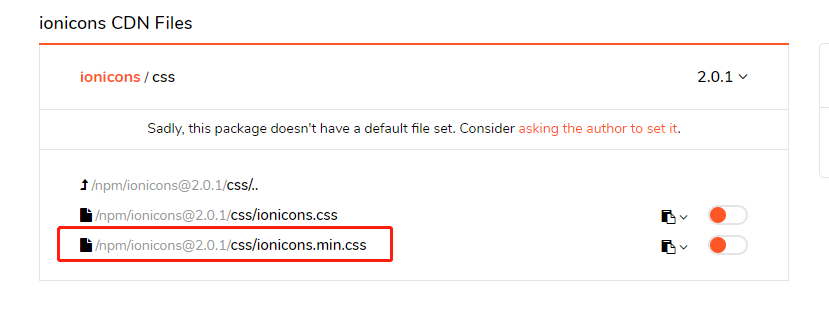 ionicons CDN Files
ionicons / css 2.0.1
Sadly, this package doesn't have a default file set. Consider asking the author to set it.
/npm/ionicons@2.0.1/css/..
/npm/ionicons@2.0.1/css/ionicons.css
/npm/ionicons@2.0.1/css/ionicons.min.css